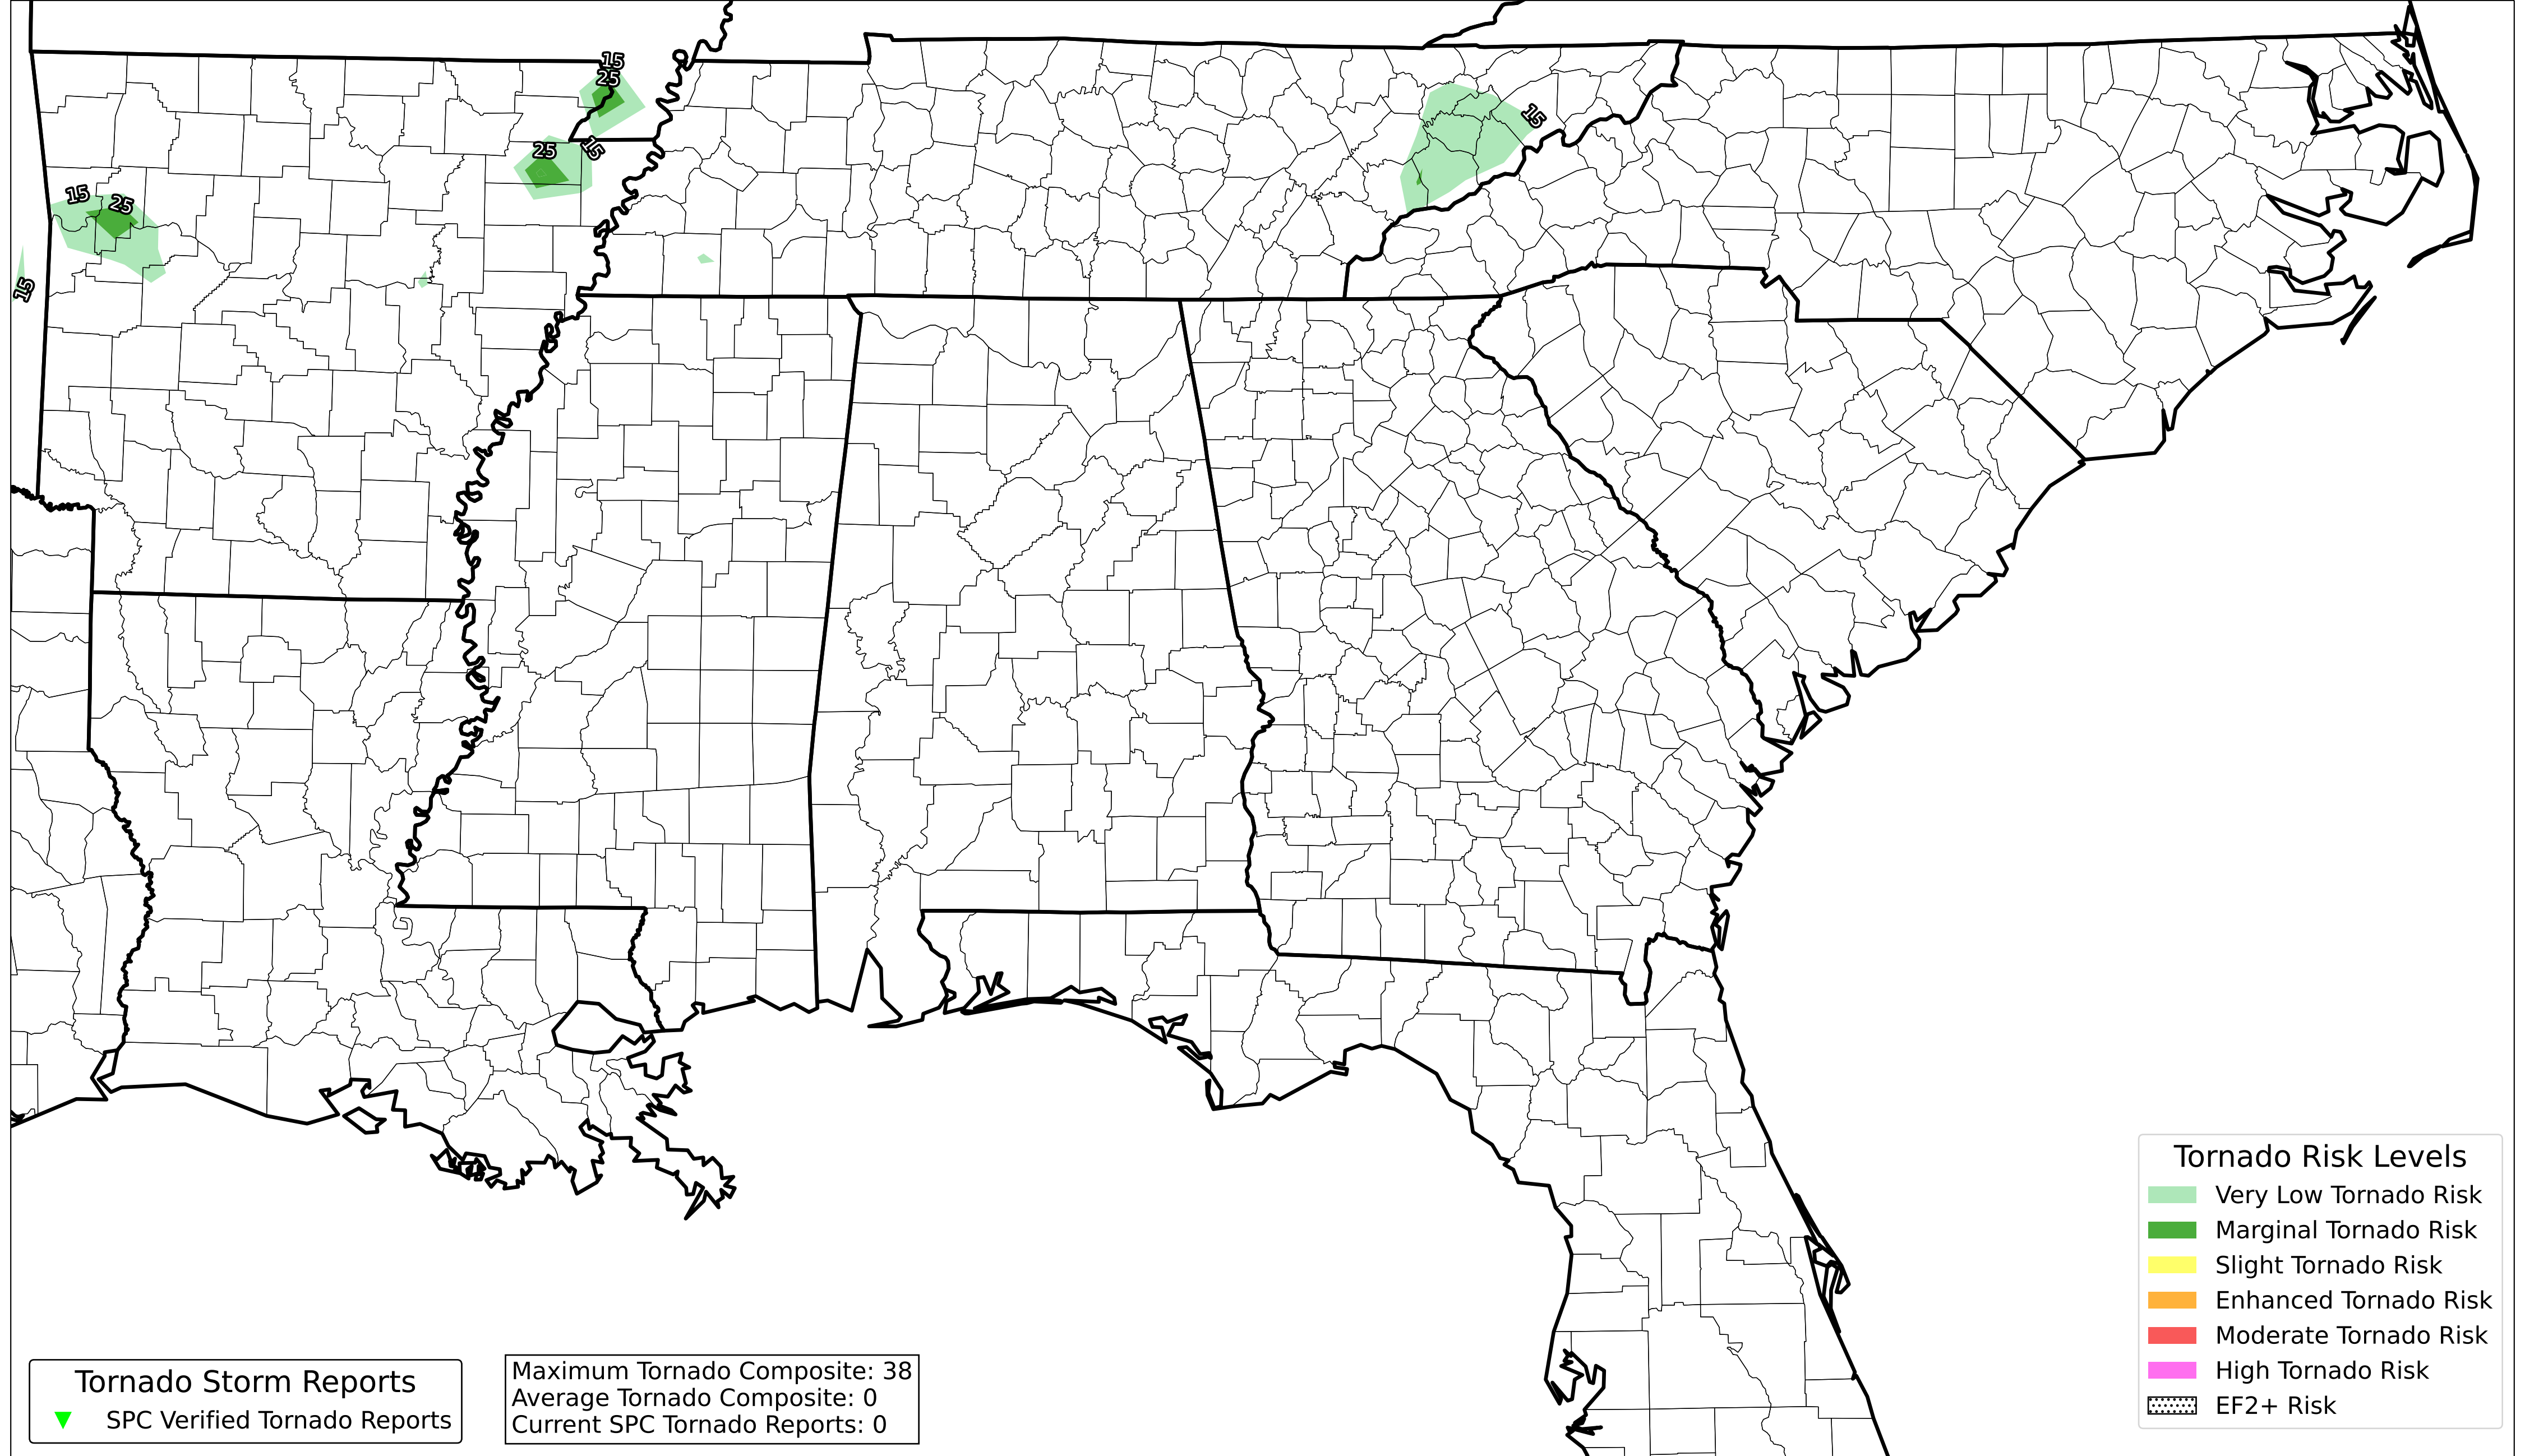 15
25
15
25
15
15
25
15
Tornado Risk Levels
Very Low Tornado Risk
Marginal Tornado Risk
Slight Tornado Risk
Enhanced Tornado Risk
Moderate Tornado Risk
High Tornado Risk
EF2+ Risk
Tornado Storm Reports
SPC Verified Tornado Reports
Maximum Tornado Composite: 38
Average Tornado Composite: 0
Current SPC Tornado Reports: 0